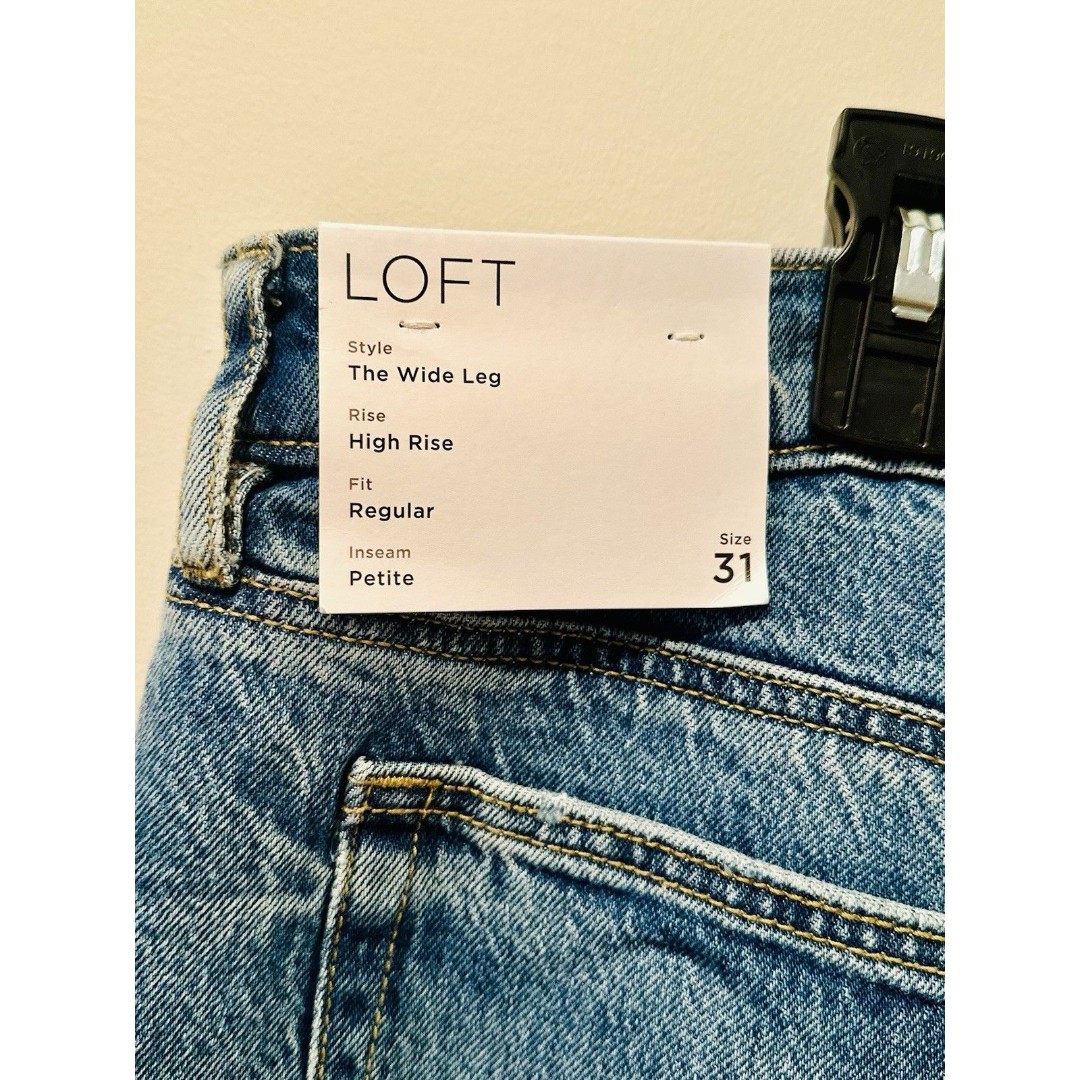 LOFT
Style
The Wide Leg
Rise
High Rise
Fit
Regular
Inseam
Petite
Size
31